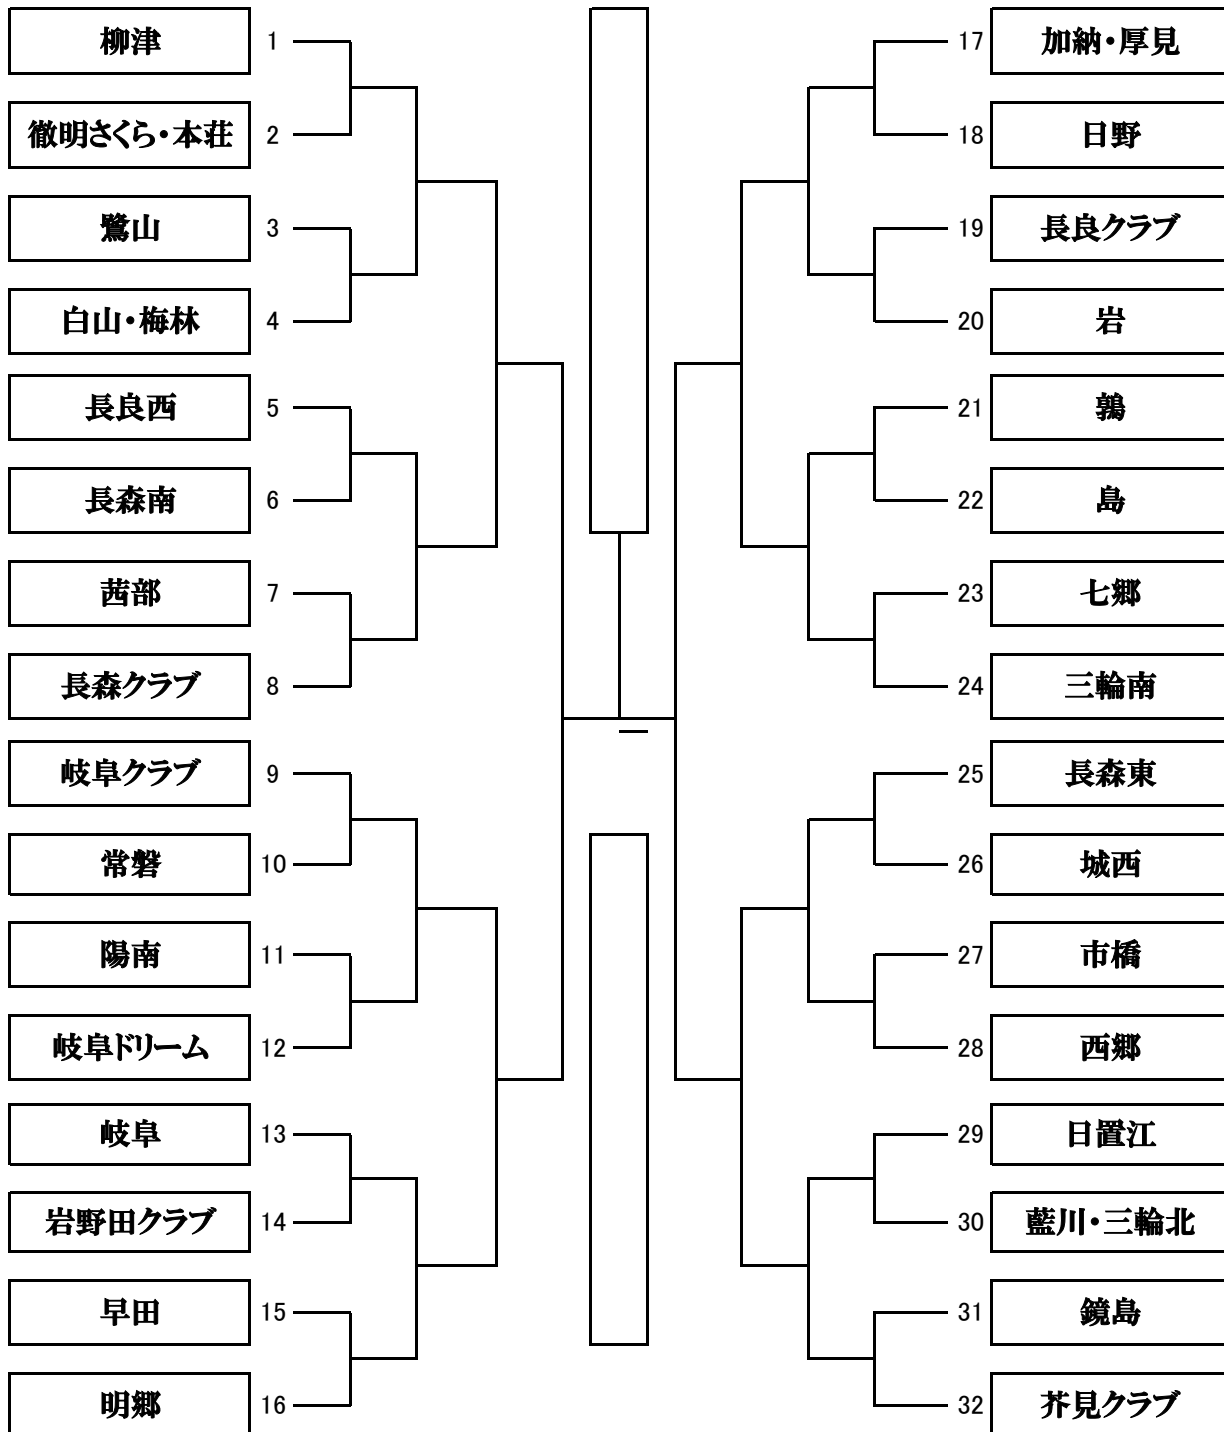 柳津 1
徹明さくら・本荘 2
鷺山 3
白山・梅林 4
長良西 5
長森南 6
茜部 7
長森クラブ 8
岐阜クラブ 9
常磐 10
陽南 11
岐阜ドリーム 12
岐阜 13
岩野田クラブ 14
早田 15
明郷 16
17 加納・厚見
18 日野
19 長良クラブ
20 岩
21 鶉
22 島
23 七郷
24 三輪南
25 長森東
26 城西
27 市橋
28 西郷
29 日置江
30 藍川・三輪北
31 鏡島
32 芥見クラブ